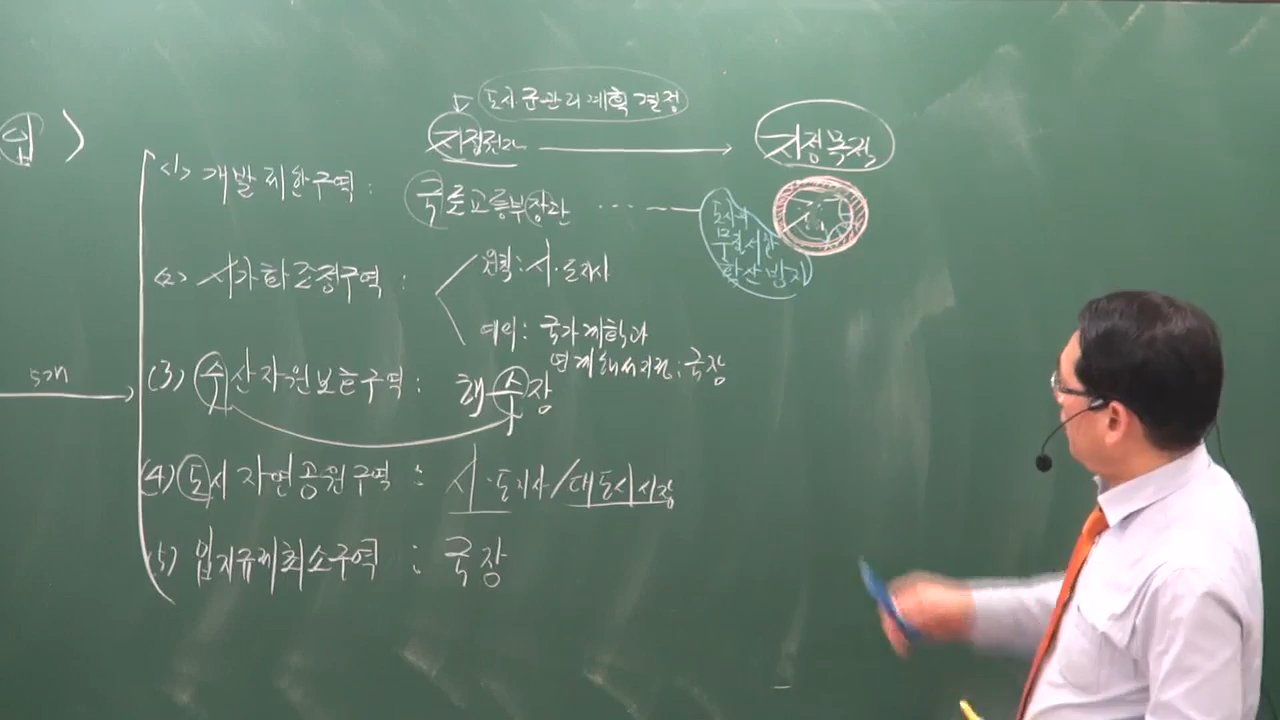 도시·군관리계획 결정
입 >
지정권자 → 지정목적
<1> 개발제한구역 : 국토교통부장관 ··· — 도시의
무질서한
확산방지
<2> 시가화조정구역 :
원칙 : 시·도지사
예외 : 국가계획과
연계해서지정 : 국장
5개
(3) 수산자원보호구역 : 해수장
(4) 도시자연공원구역 : 시·도지사/대도시시장
(5) 입지규제최소구역 : 국장